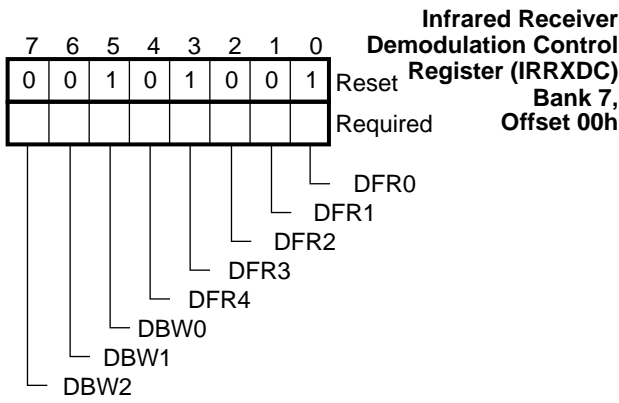 Infrared Receiver
Demodulation Control
Register (IRRXDC)
Bank 7,
Offset 00h
7 6 5 4 3 2 1 0
0 0 1 0 1 0 0 1 Reset
Required
DFR0
DFR1
DFR2
DFR3
DFR4
DBW0
DBW1
DBW2